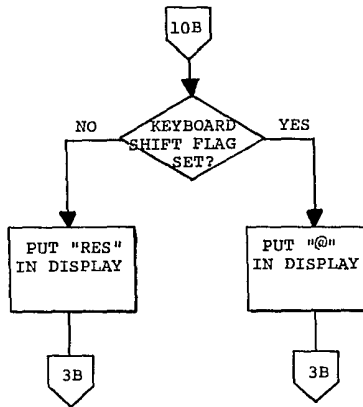 10B
KEYBOARD
SHIFT FLAG
SET?
NO
YES
PUT "RES"
IN DISPLAY
PUT "@"
IN DISPLAY
3B
3B